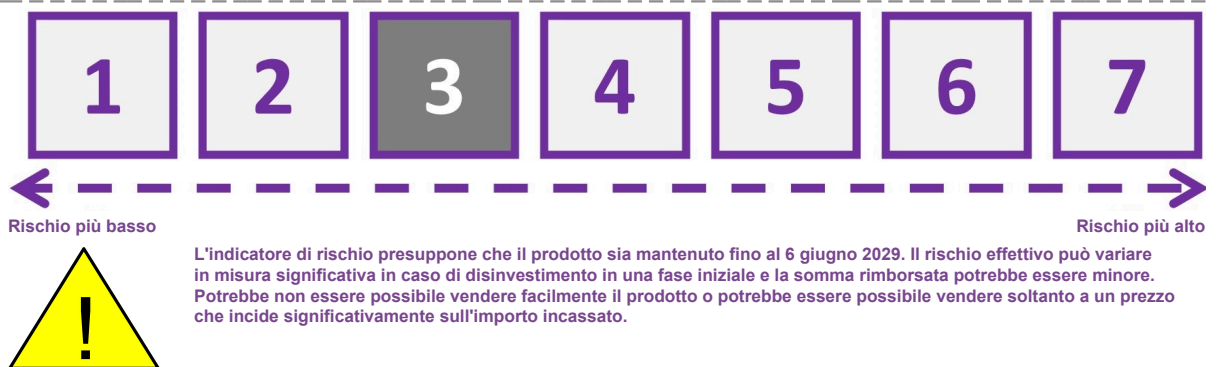 1 2 3 4 5 6 7
Rischio più basso Rischio più alto
L'indicatore di rischio presuppone che il prodotto sia mantenuto fino al 6 giugno 2029. Il rischio effettivo può variare
in misura significativa in caso di disinvestimento in una fase iniziale e la somma rimborsata potrebbe essere minore.
Potrebbe non essere possibile vendere facilmente il prodotto o potrebbe essere possibile vendere soltanto a un prezzo
che incide significativamente sull'importo incassato.
!